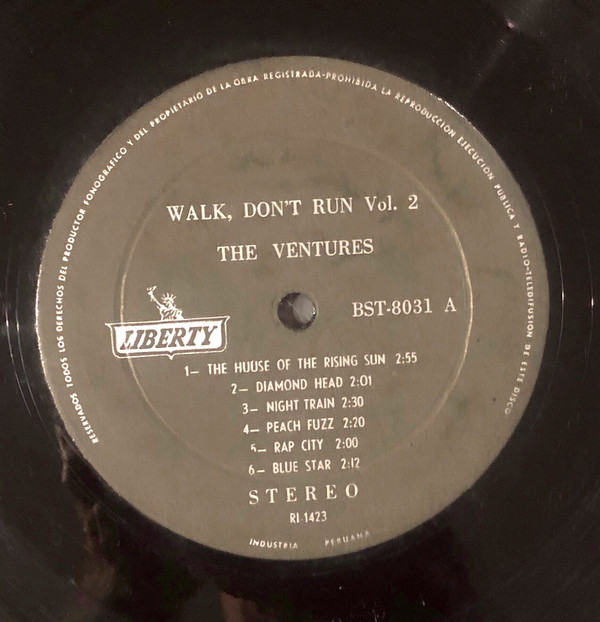 RESERVADOS TODOS LOS DERECHOS DEL PRODUCTOR FONOGRAFICO Y DEL PROPIETARIO DE LA OBRA REGISTRADA-PROHIBIDA LA REPRODUCCION EJECUCION PUBLICA Y RADIO-TELEDIFUSION DE ESTE DISCO
WALK, DON'T RUN Vol. 2
THE VENTURES
BST-8031 A
LIBERTY
1– THE HUUSE OF THE RISING SUN 2:55
2– DIAMOND HEAD 2:01
3– NIGHT TRAIN 2:30
4– PEACH FUZZ 2:20
5– RAP CITY 2:00
6– BLUE STAR 2:12
STEREO
RI-1423
INDUSTRIA PERUANA